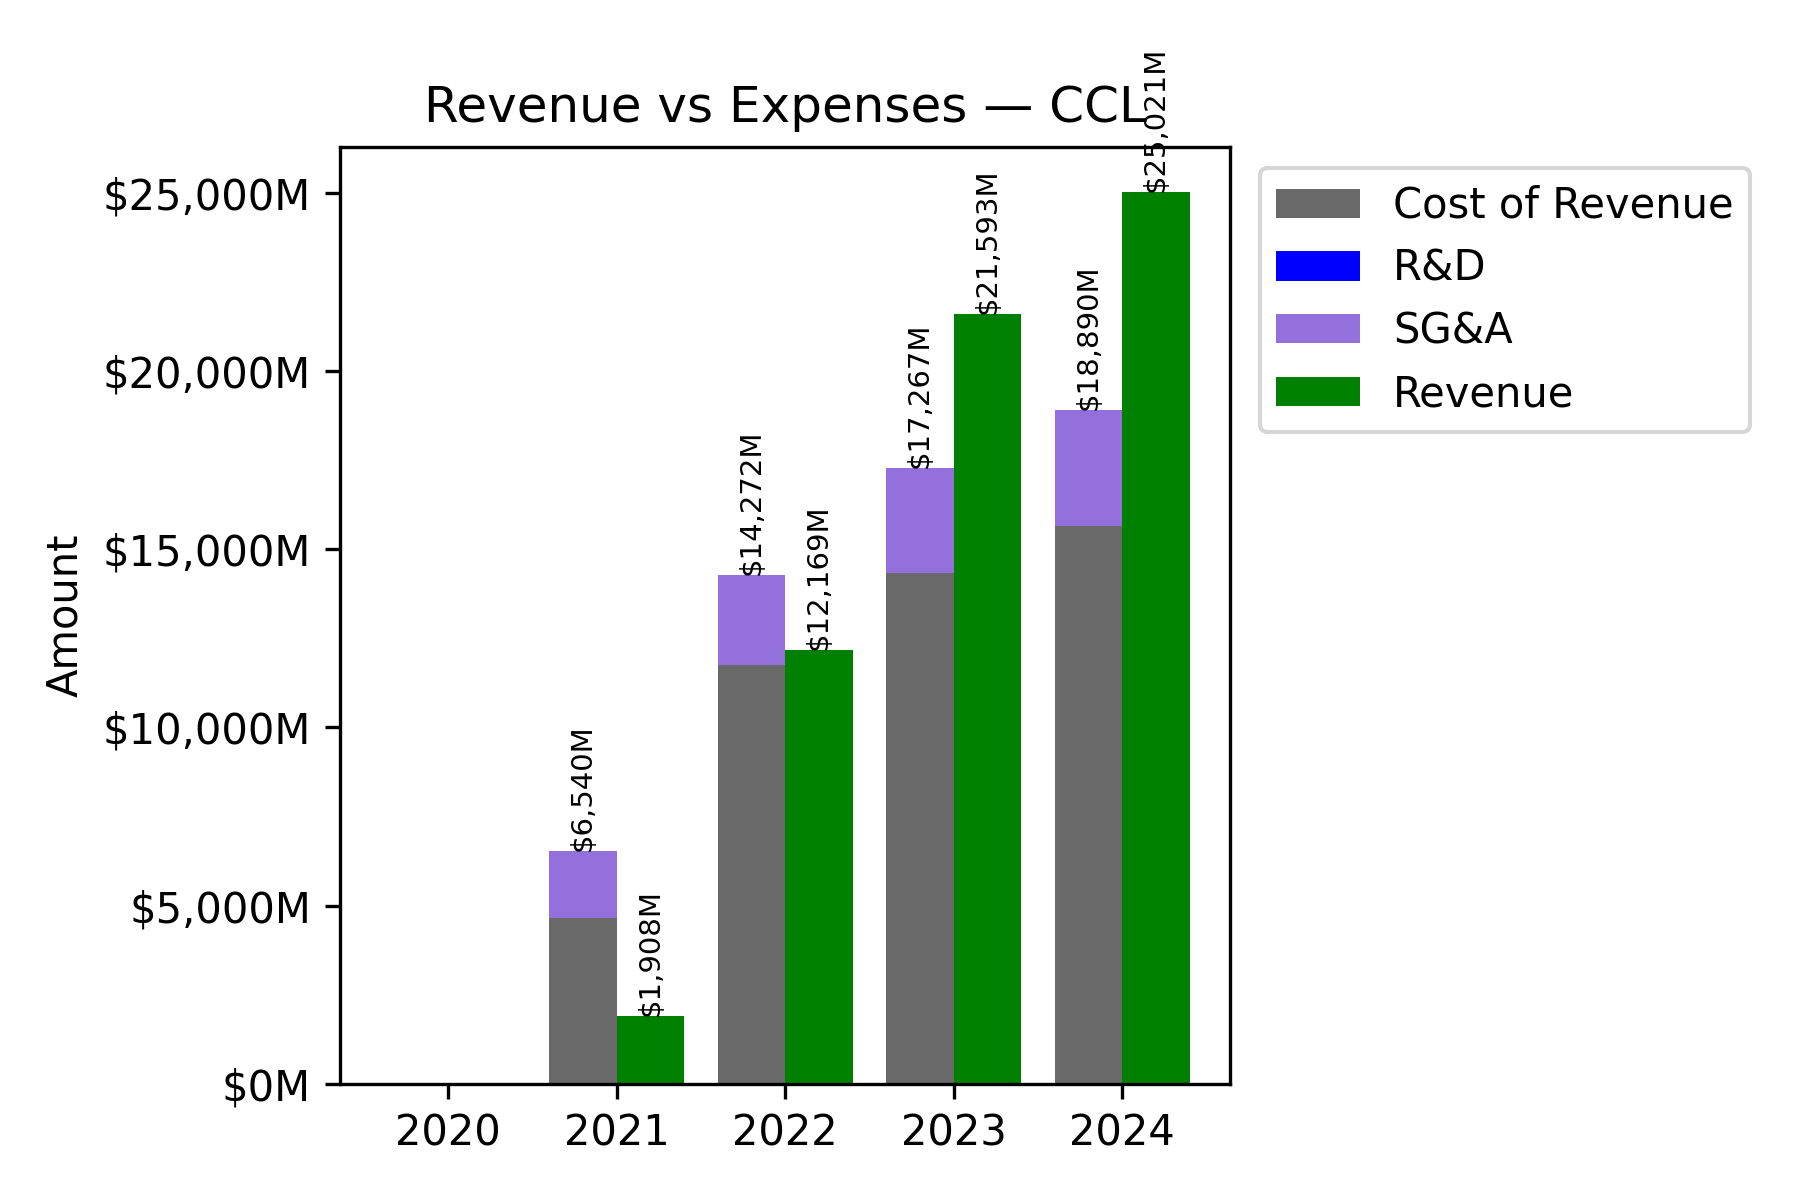 Revenue vs Expenses — CCL
Amount
$25,000M
$20,000M
$15,000M
$10,000M
$5,000M
$0M
2020
2021
2022
2023
2024
$6,540M
$1,908M
$14,272M
$12,169M
$17,267M
$21,593M
$18,890M
$25,021M
Cost of Revenue
R&D
SG&A
Revenue